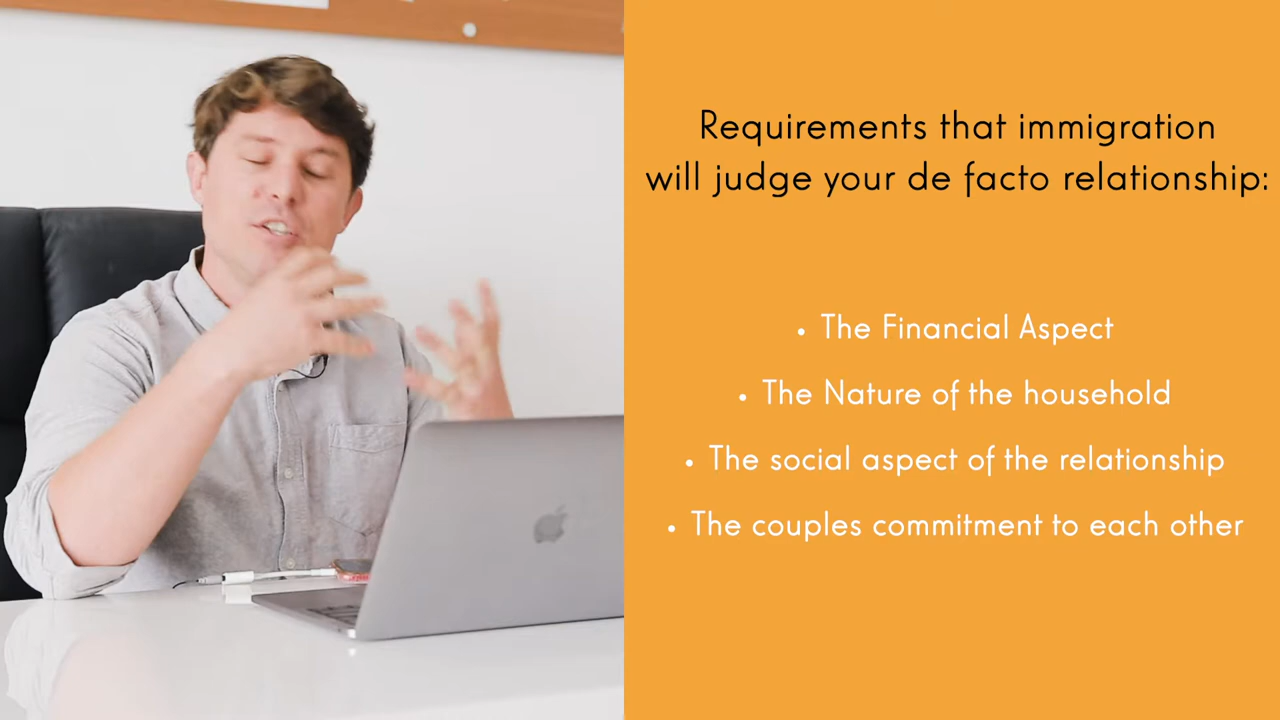 Requirements that immigration
will judge your de facto relationship:
• The Financial Aspect
• The Nature of the household
• The social aspect of the relationship
• The couples commitment to each other